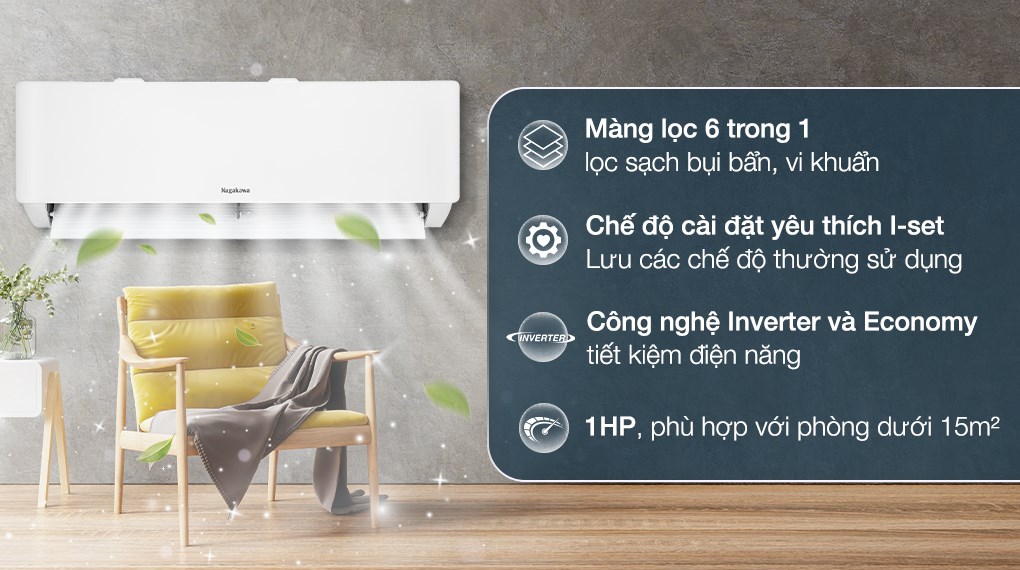 Nagakawa
Màng lọc 6 trong 1
lọc sạch bụi bẩn, vi khuẩn
Chế độ cài đặt yêu thích I-set
Lưu các chế độ thường sử dụng
INVERTER
Công nghệ Inverter và Economy
tiết kiệm điện năng
1HP, phù hợp với phòng dưới 15m²